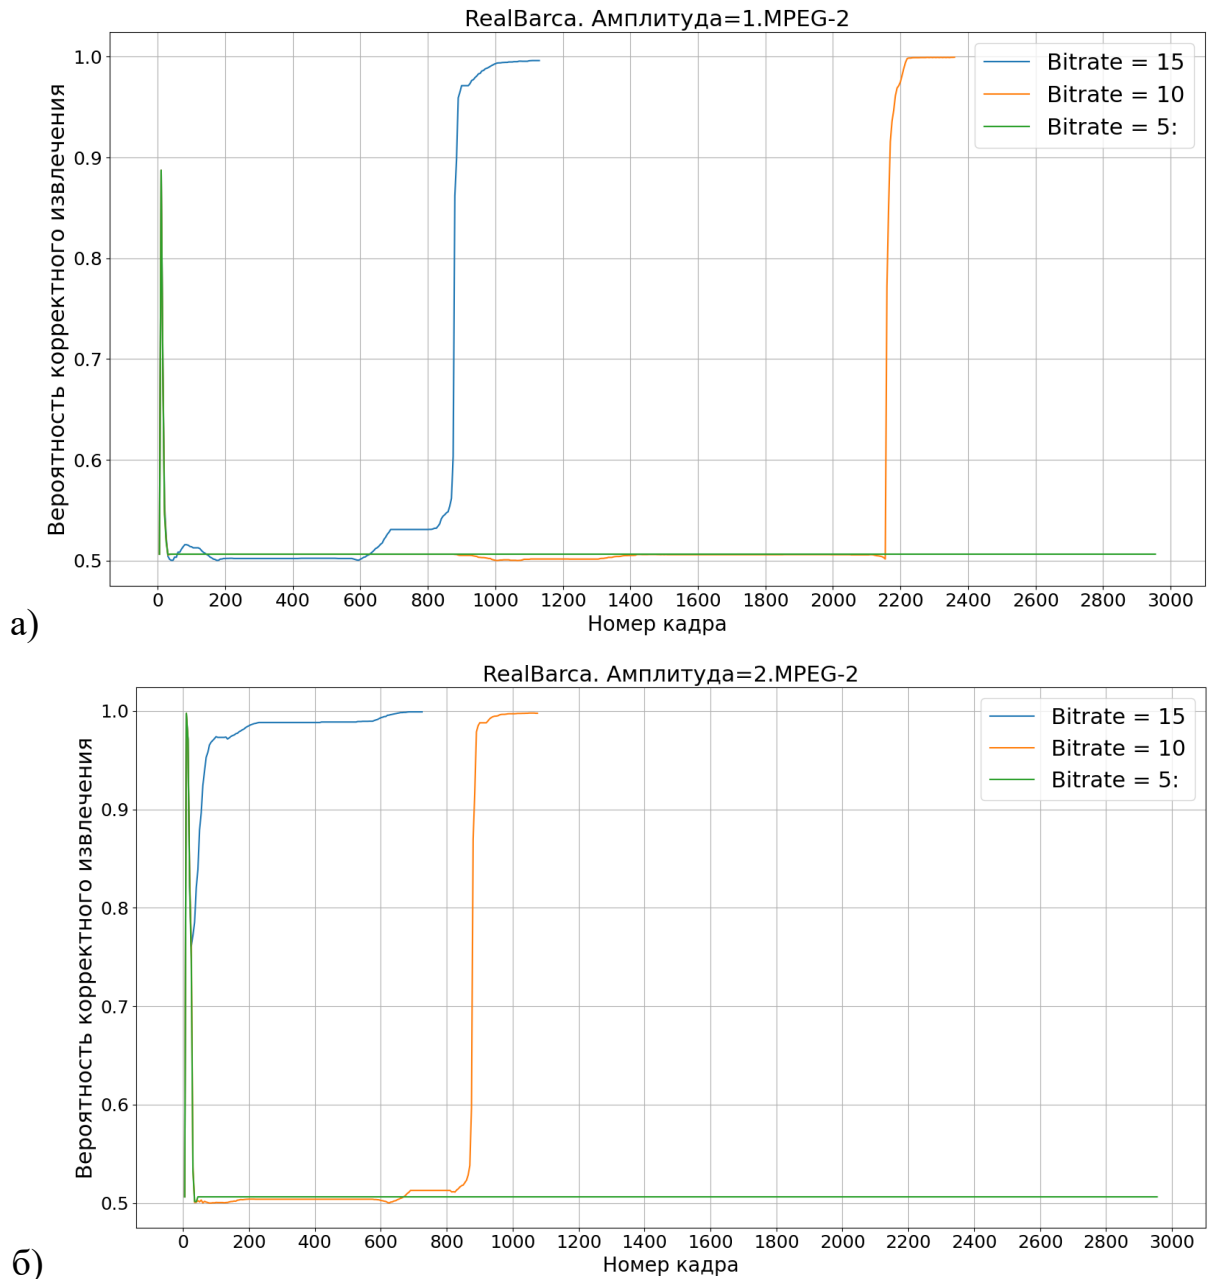 RealBarca. Амплитуда=1.MPEG-2
Вероятность корректного извлечения
1.0
0.9
0.8
0.7
0.6
0.5
Bitrate = 15
Bitrate = 10
Bitrate = 5:
0 200 400 600 800 1000 1200 1400 1600 1800 2000 2200 2400 2600 2800 3000
Номер кадра
а)
RealBarca. Амплитуда=2.MPEG-2
Вероятность корректного извлечения
1.0
0.9
0.8
0.7
0.6
0.5
Bitrate = 15
Bitrate = 10
Bitrate = 5:
0 200 400 600 800 1000 1200 1400 1600 1800 2000 2200 2400 2600 2800 3000
Номер кадра
б)